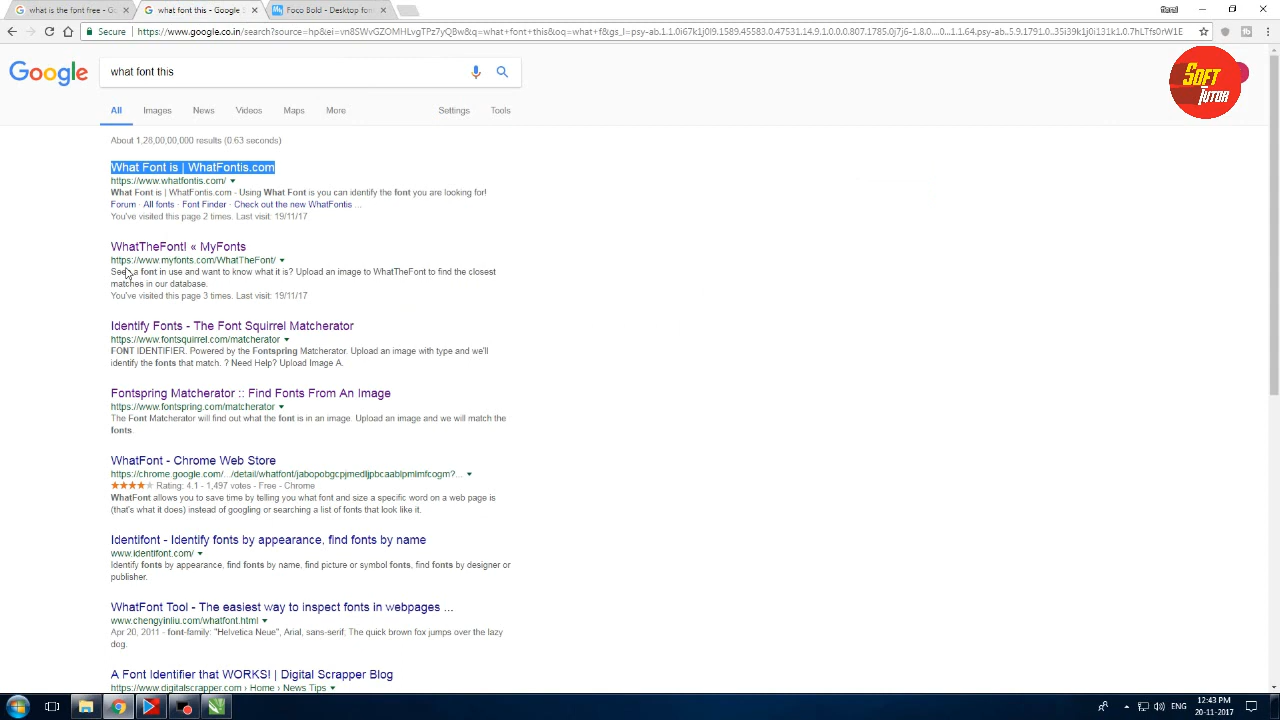 what is the font free - G
what font this - Google
Foco Bold - Desktop font
Secure
https://www.google.co.in/search?source=hp&ei=vn8SWvGZOMHLvgTPz7yQBw&q=what+font+this&oq=what+f&gs_l=psy-ab.1.1.0i67k1j0l9.4589.45583.0.47531.14.9.1.0.0.0.807.1785.0j7j6-1.8.0....0...1.1.64.psy-ab..5.9.1791.0..35i39k1j0i131k1.0.7hLTfs0rW1E
Google
what font this
SOFT
TUTOR
All
Images
News
Videos
Maps
More
Settings
Tools
About 1,28,00,00,000 results (0.63 seconds)
What Font is | WhatFontis.com
https://www.whatfontis.com/
What Font is | WhatFontis.com - Using What Font is you can identify the font you are looking for!
Forum · All fonts · Font Finder · Check out the new WhatFontis ...
You've visited this page 2 times. Last visit: 19/11/17
WhatTheFont! « MyFonts
https://www.myfonts.com/WhatTheFont/
Seen a font in use and want to know what it is? Upload an image to WhatTheFont to find the closest
matches in our database.
You've visited this page 3 times. Last visit: 19/11/17
Identify Fonts - The Font Squirrel Matcherator
https://www.fontsquirrel.com/matcherator
FONT IDENTIFIER. Powered by the Fontspring Matcherator. Upload an image with type and we'll
identify the fonts that match. ? Need Help? Upload Image A.
Fontspring Matcherator :: Find Fonts From An Image
https://www.fontspring.com/matcherator
The Font Matcherator will find out what the font is in an image. Upload an image and we will match the
fonts.
WhatFont - Chrome Web Store
https://chrome.google.com/.../detail/whatfont/jabopobgcpjmedljpbcaablpmlmfcogm?...
Rating: 4.1 - 1,497 votes - Free - Chrome
WhatFont allows you to save time by telling you what font and size a specific word on a web page is
(that's what it does) instead of googling or searching a list of fonts that look like it.
Identifont - Identify fonts by appearance, find fonts by name
www.identifont.com/
Identify fonts by appearance, find fonts by name, find picture or symbol fonts, find fonts by designer or
publisher.
WhatFont Tool - The easiest way to inspect fonts in webpages ...
www.chengyinliu.com/whatfont.html
Apr 20, 2011 - font-family: "Helvetica Neue", Arial, sans-serif, The quick brown fox jumps over the lazy
dog.
A Font Identifier that WORKS! | Digital Scrapper Blog
https://www.digitalscrapper.com › Home › News Tips
ENG
12:43 PM
20-11-2017